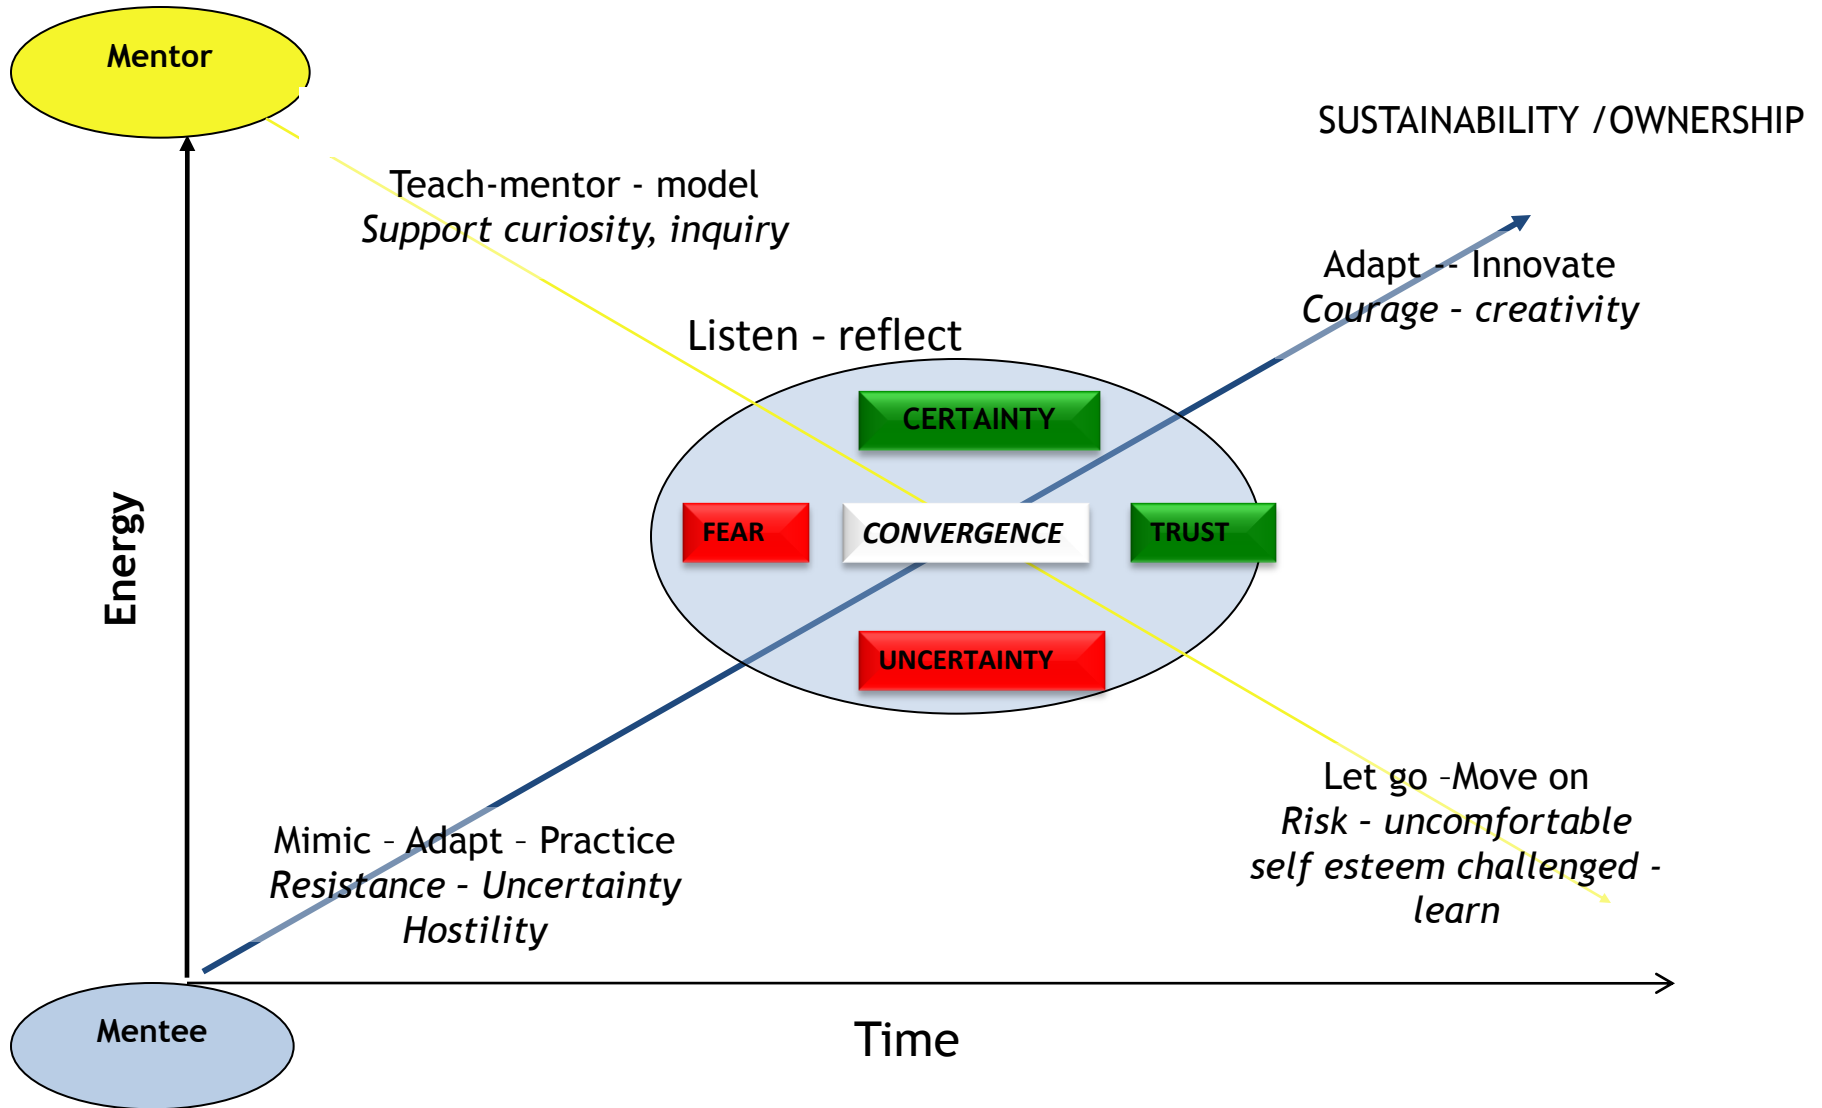 Mentor
SUSTAINABILITY /OWNERSHIP
Teach-mentor - model
Support curiosity, inquiry
Adapt -- Innovate
Courage – creativity
Listen – reflect
CERTAINTY
FEAR
CONVERGENCE
TRUST
Energy
UNCERTAINTY
Let go –Move on
Risk – uncomfortable
self esteem challenged -
learn
Mimic – Adapt – Practice
Resistance – Uncertainty
Hostility
Mentee
Time